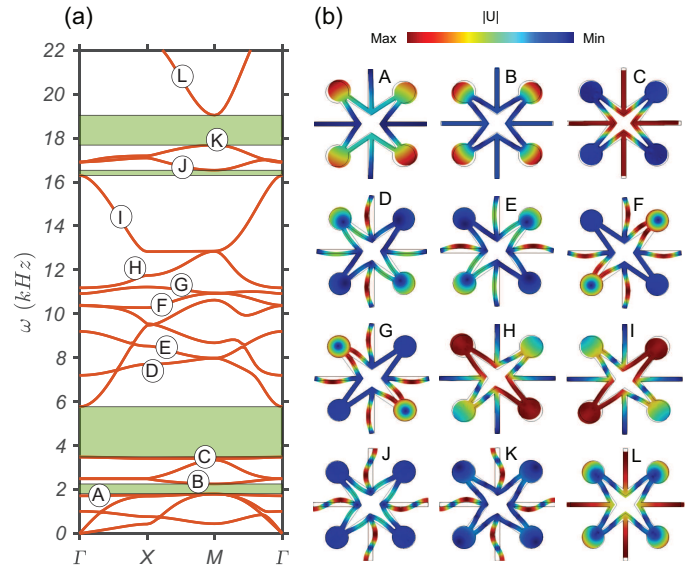 (a)
(b)
|U|
Max
Min
22
20
18
16
14
12
10
8
6
4
2
0
ω (kHz)
L
K
J
I
H
G
F
E
D
C
B
A
Γ X M Γ
A B C
D E F
G H I
J K L